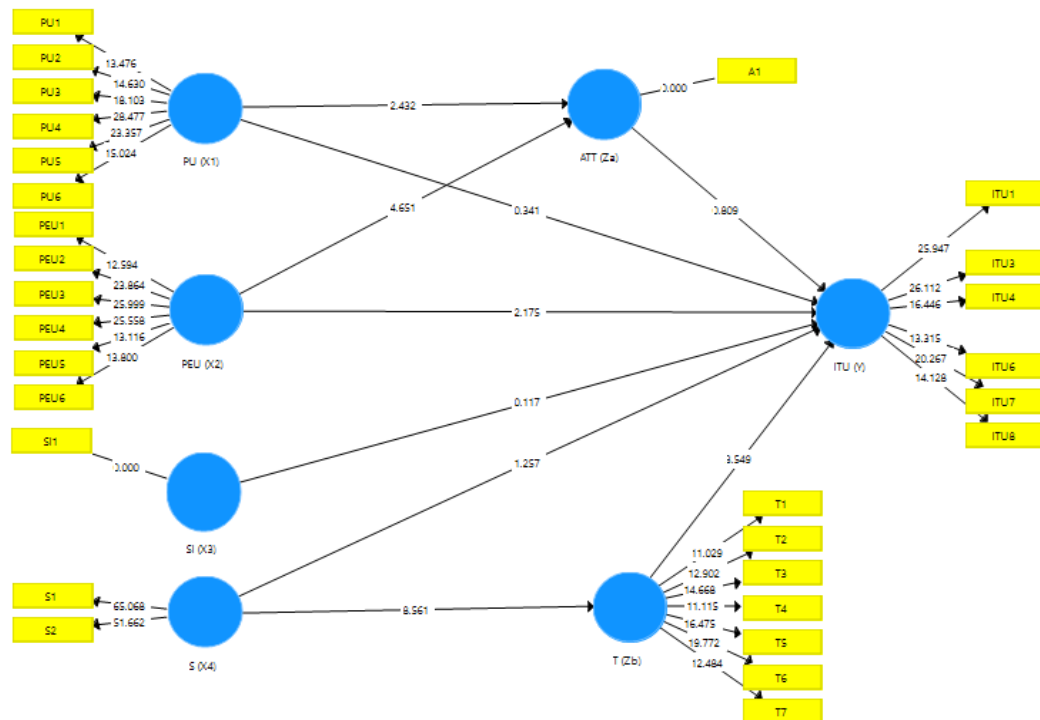 PU1
PU2
PU3
PU4
PU5
PU6
13.476
14.630
18.103
28.477
23.357
15.024
PU (X1)
2.432
ATT (Za)
0.000
A1
0.341
4.651
0.809
PEU1
PEU2
PEU3
PEU4
PEU5
PEU6
12.594
23.864
25.999
25.558
13.116
13.800
PEU (X2)
2.175
ITU (Y)
25.947
26.112
16.446
13.315
20.267
14.128
ITU1
ITU3
ITU4
ITU6
ITU7
ITU8
SI1
0.000
SI (X3)
0.117
1.257
3.549
S1
S2
65.068
51.662
S (X4)
8.561
T (Zb)
11.029
12.902
14.668
11.115
16.475
19.772
12.484
T1
T2
T3
T4
T5
T6
T7